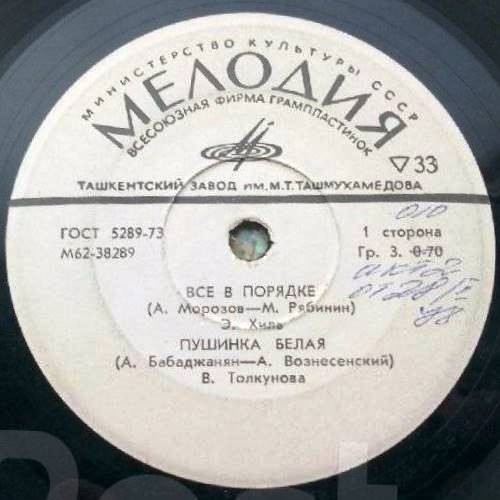 МИНИСТЕРСТВО КУЛЬТУРЫ СССР
МЕЛОДИЯ
ВСЕСОЮЗНАЯ ФИРМА ГРАМПЛАСТИНОК
33
ТАШКЕНТСКИЙ ЗАВОД ИМ. М.Т. ТАШМУХАМЕДОВА
ГОСТ 5289-73
М62-38289
1 сторона
Гр. 3. 0-70
ВСЕ В ПОРЯДКЕ
(А. Морозов—М. Рябинин)
Э. Хиль
ПУШИНКА БЕЛАЯ
(А. Бабаджанян—А. Вознесенский)
В. Толкунова